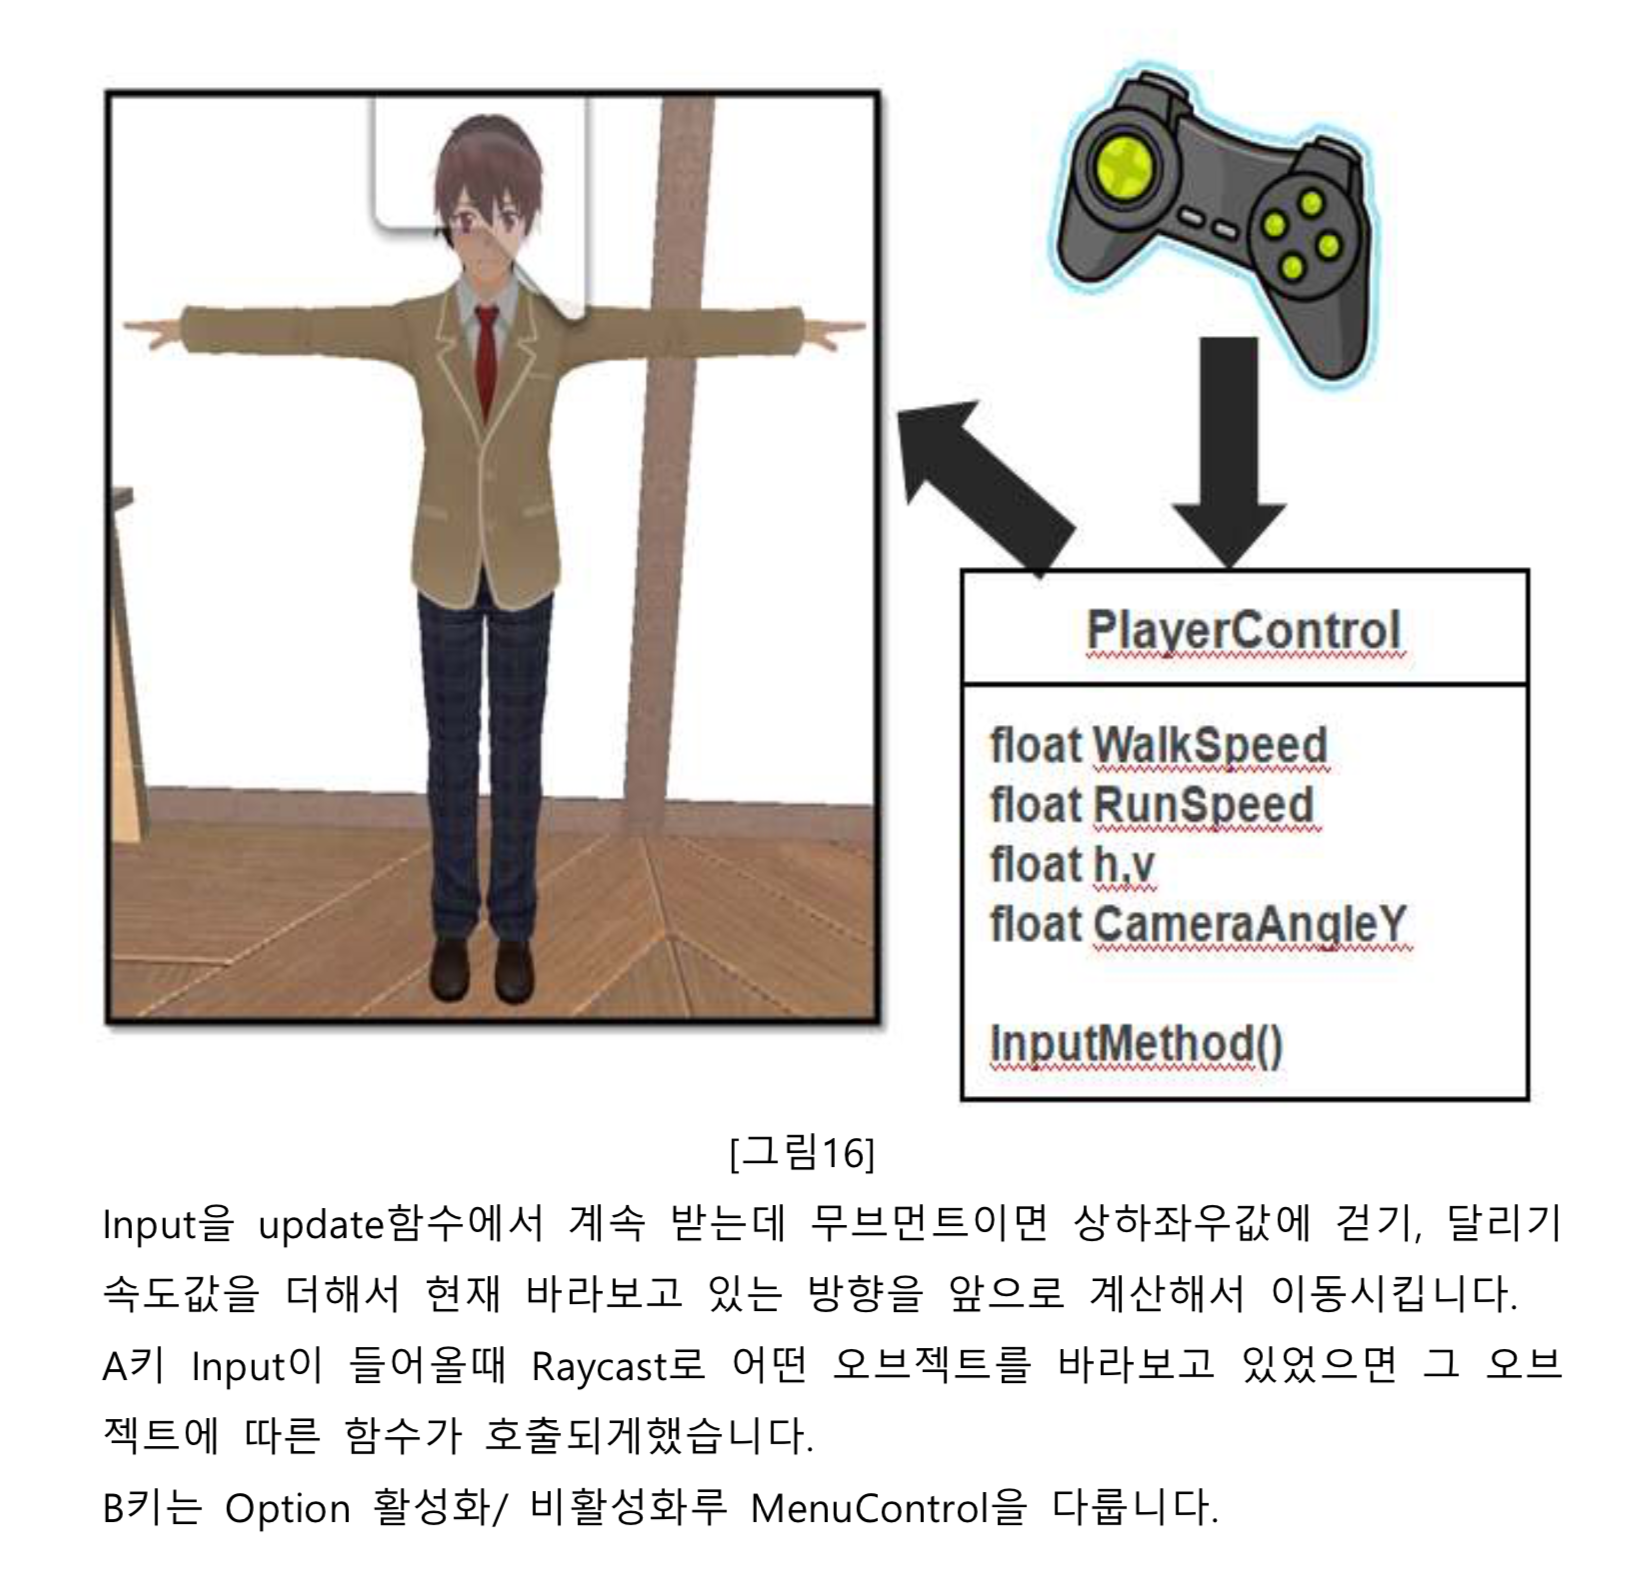 PlayerControl
float WalkSpeed
float RunSpeed
float h,v
float CameraAngleY
InputMethod()
[그림16]
Input을 update함수에서 계속 받는데 무브먼트이면 상하좌우값에 걷기, 달리기
속도값을 더해서 현재 바라보고 있는 방향을 앞으로 계산해서 이동시킵니다.
A키 Input이 들어올때 Raycast로 어떤 오브젝트를 바라보고 있었으면 그 오브
젝트에 따른 함수가 호출되게했습니다.
B키는 Option 활성화/ 비활성화루 MenuControl을 다룹니다.